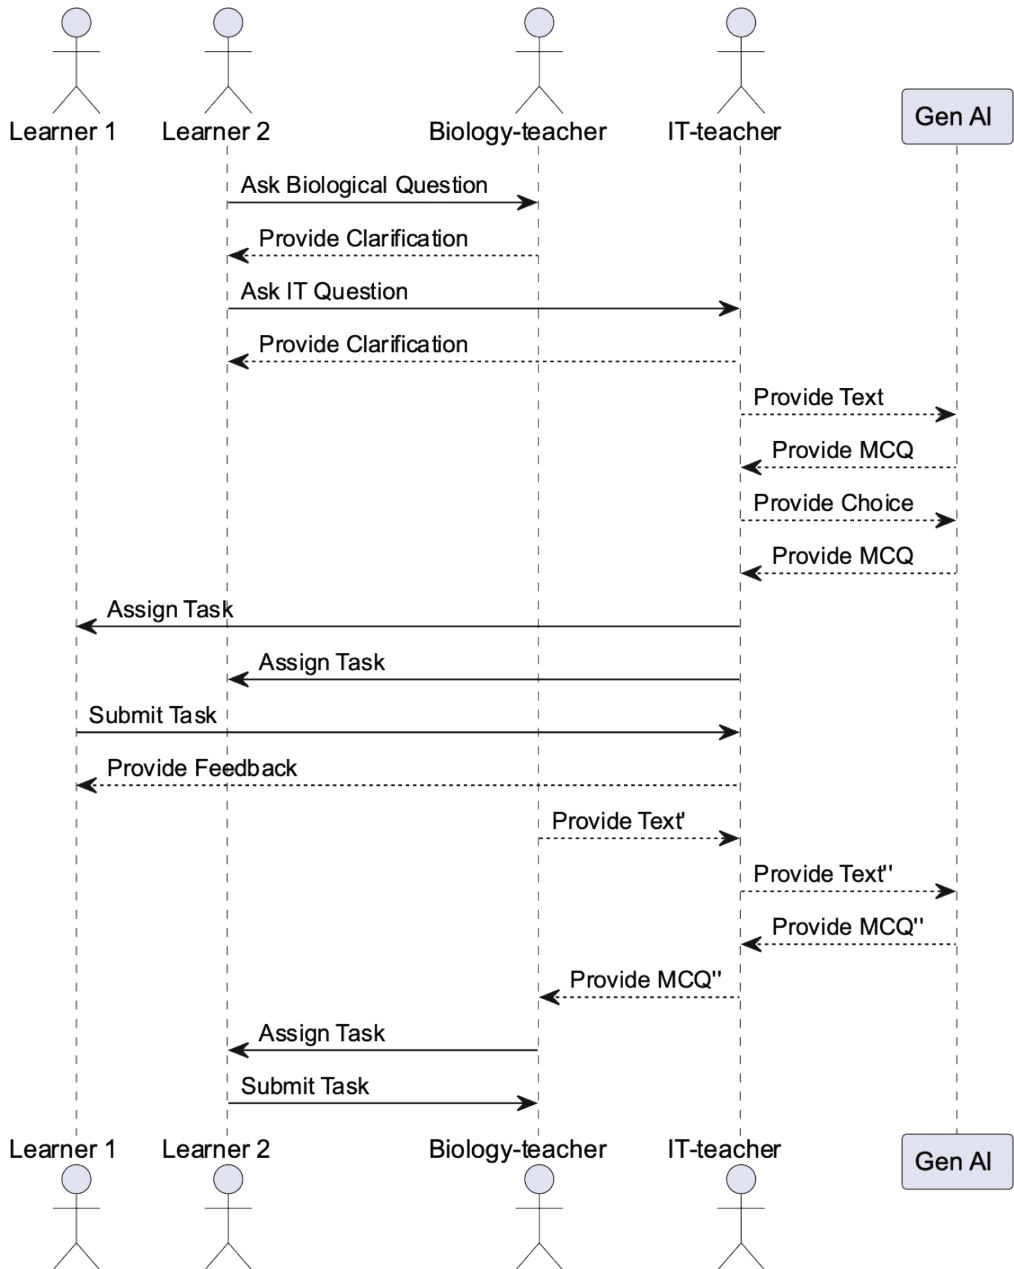 Learner 1
Learner 2
Biology-teacher
IT-teacher
Gen AI
Ask Biological Question
Provide Clarification
Ask IT Question
Provide Clarification
Provide Text
Provide MCQ
Provide Choice
Provide MCQ
Assign Task
Assign Task
Submit Task
Provide Feedback
Provide Text'
Provide Text''
Provide MCQ''
Provide MCQ''
Assign Task
Submit Task
Learner 1
Learner 2
Biology-teacher
IT-teacher
Gen AI